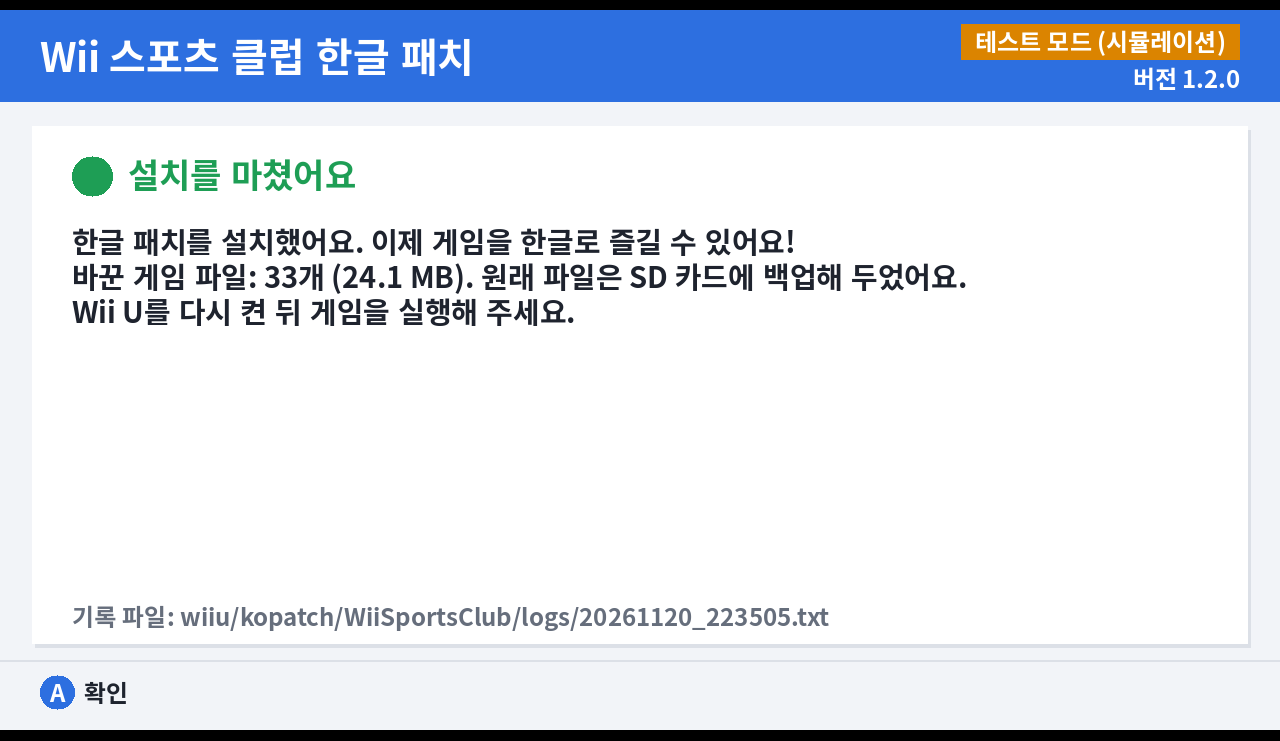 Wii 스포츠 클럽 한글 패치
테스트 모드 (시뮬레이션)
버전 1.2.0
설치를 마쳤어요
한글 패치를 설치했어요. 이제 게임을 한글로 즐길 수 있어요!
바꾼 게임 파일: 33개 (24.1 MB). 원래 파일은 SD 카드에 백업해 두었어요.
Wii U를 다시 켠 뒤 게임을 실행해 주세요.
기록 파일: wiiu/kopatch/WiiSportsClub/logs/20261120_223505.txt
A 확인